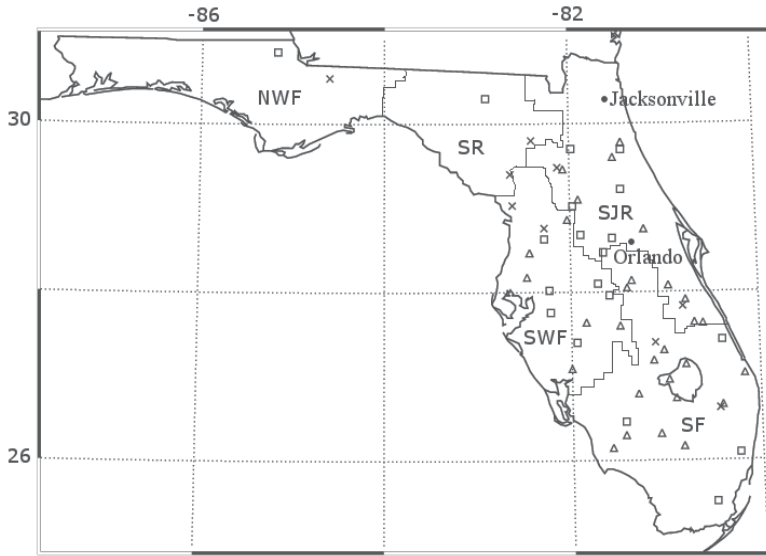 -86 -82
NWF
30
Jacksonville
SR
SJR
Orlando
SWF
SF
26